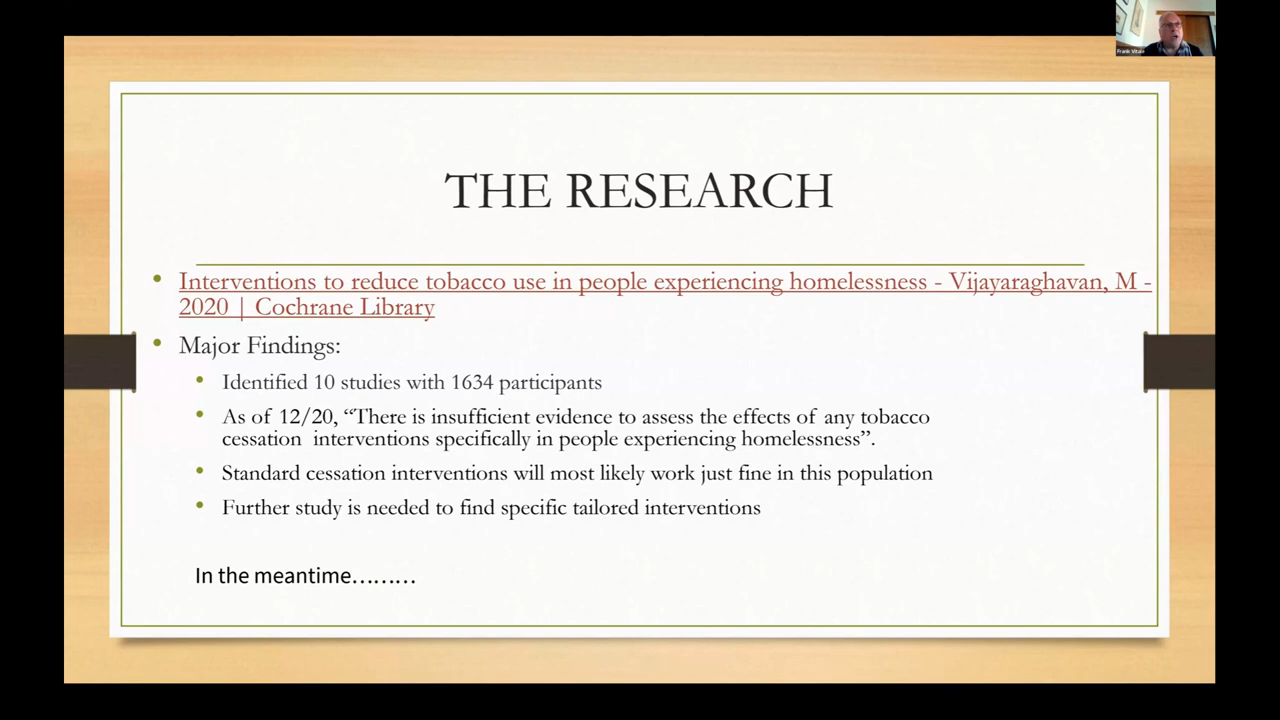 Frank Vitale
THE RESEARCH
• Interventions to reduce tobacco use in people experiencing homelessness - Vijayaraghavan, M -
2020 | Cochrane Library
• Major Findings:
• Identified 10 studies with 1634 participants
• As of 12/20, “There is insufficient evidence to assess the effects of any tobacco
cessation interventions specifically in people experiencing homelessness”.
• Standard cessation interventions will most likely work just fine in this population
• Further study is needed to find specific tailored interventions
In the meantime………